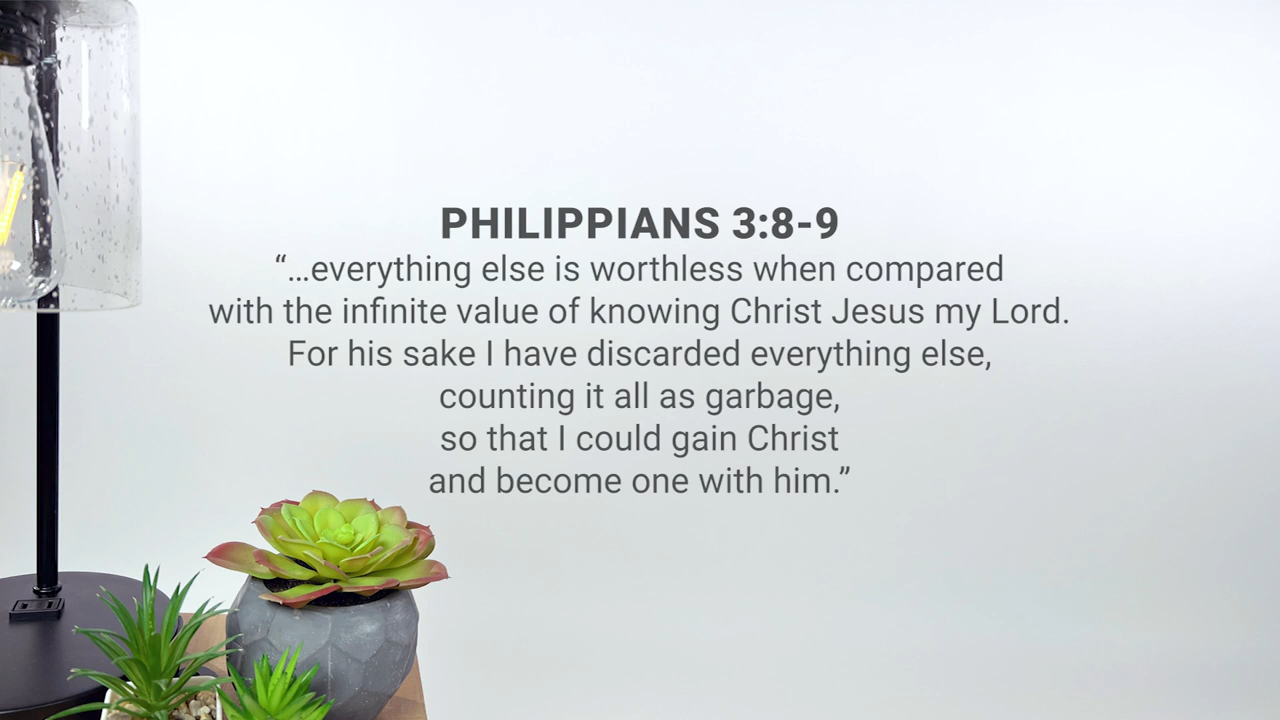 PHILIPPIANS 3:8-9
“…everything else is worthless when compared
with the infinite value of knowing Christ Jesus my Lord.
For his sake I have discarded everything else,
counting it all as garbage,
so that I could gain Christ
and become one with him.”